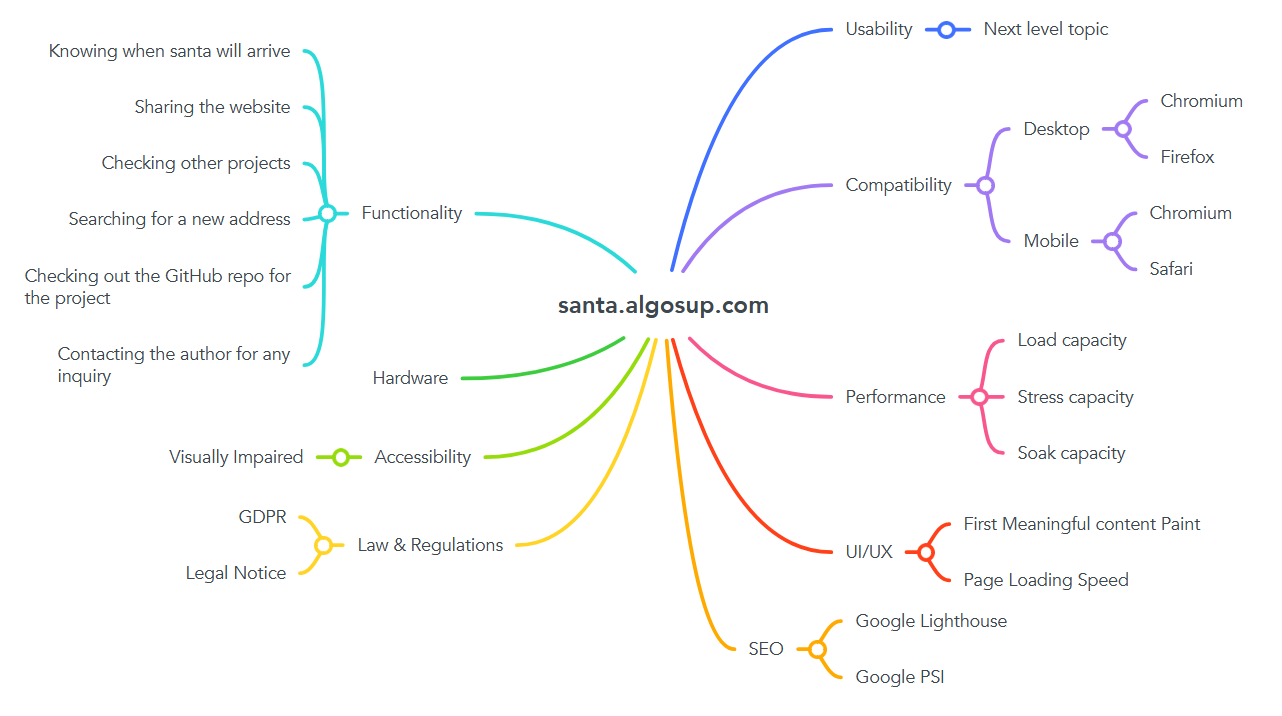 santa.algosup.com
Usability
Next level topic
Compatibility
Desktop
Chromium
Firefox
Mobile
Chromium
Safari
Performance
Load capacity
Stress capacity
Soak capacity
UI/UX
First Meaningful content Paint
Page Loading Speed
SEO
Google Lighthouse
Google PSI
Functionality
Knowing when santa will arrive
Sharing the website
Checking other projects
Searching for a new address
Checking out the GitHub repo for
the project
Contacting the author for any
inquiry
Hardware
Accessibility
Visually Impaired
Law & Regulations
GDPR
Legal Notice